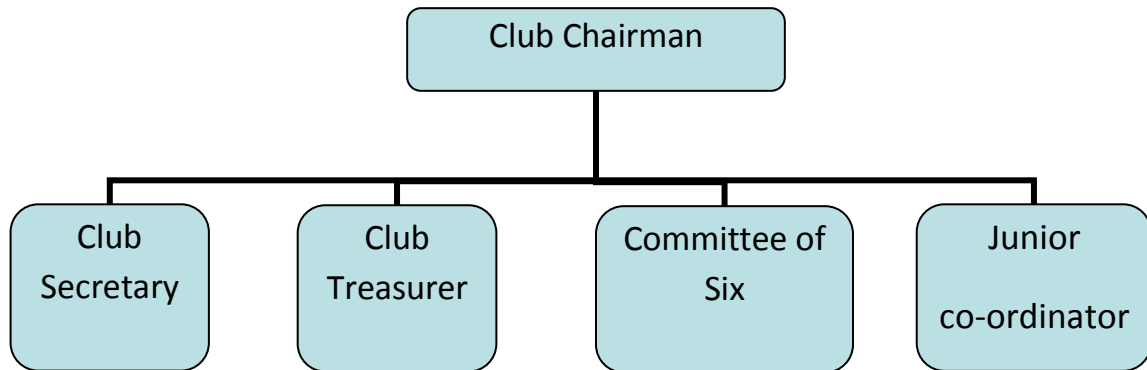 Club Chairman
Club
Secretary
Club
Treasurer
Committee of
Six
Junior
co-ordinator